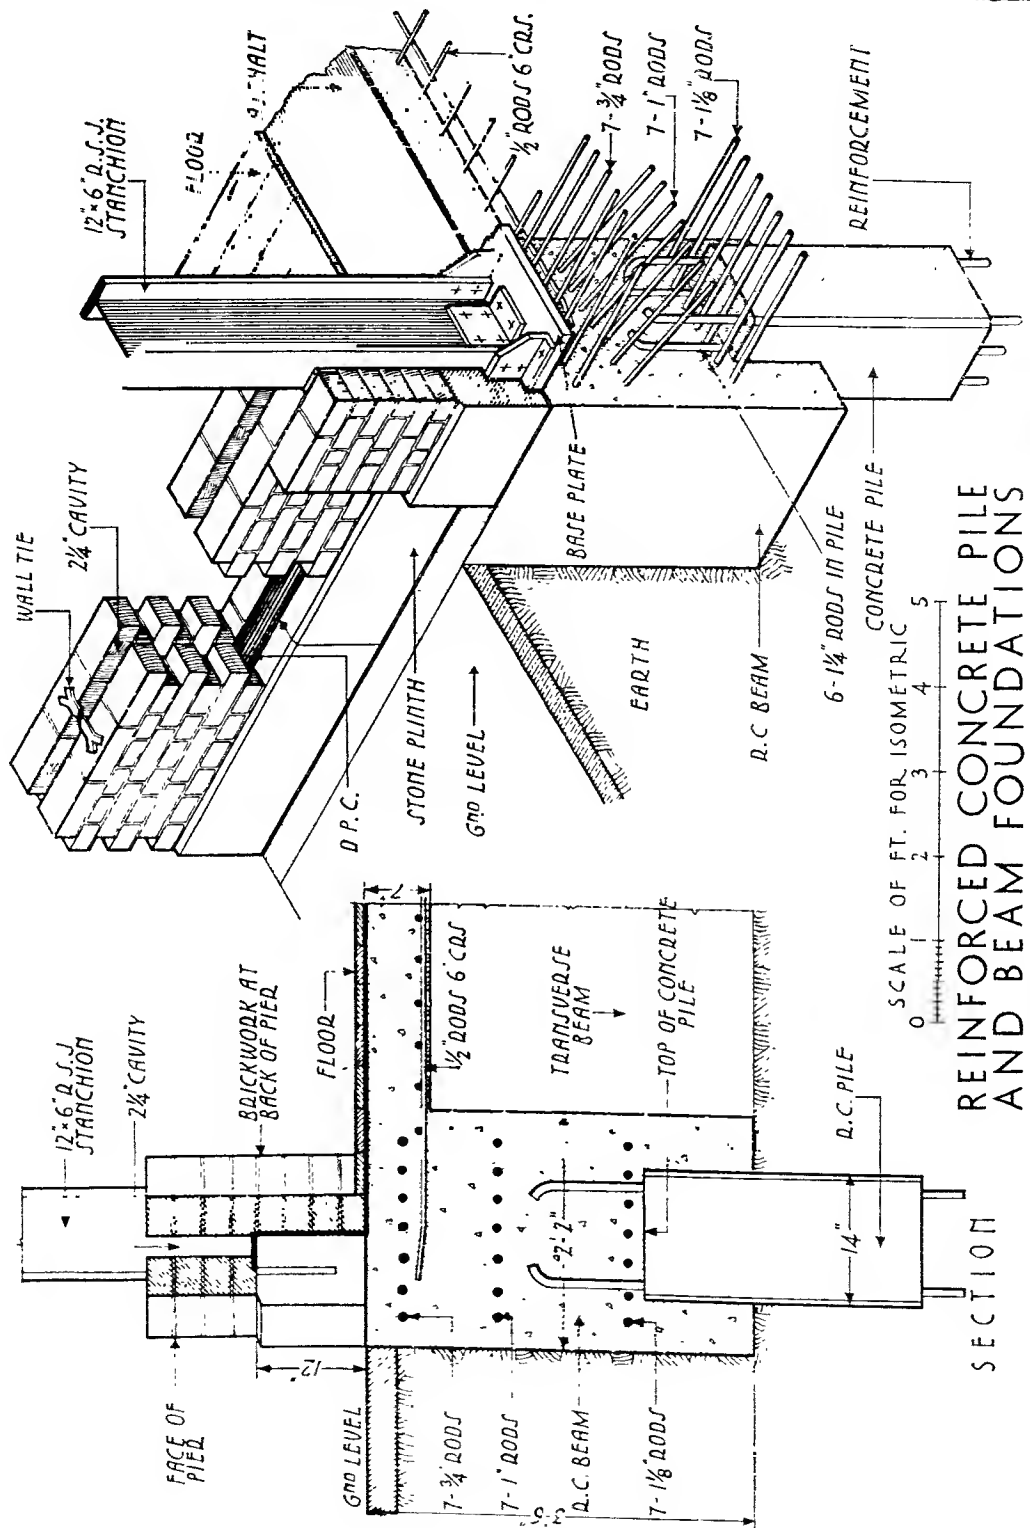 12"×6" R.S.J.
STANCHION
2¼" CAVITY
FACE OF
PIER
BRICKWORK AT
BACK OF PIER
FLOOR
12"
GND LEVEL
7"
½" RODS 6" CRS
7-¾" RODS
7-1" RODS
R.C. BEAM
7-1⅛" RODS
2'-2"
TRANSVERSE
BEAM
TOP OF CONCRETE
PILE
14"
R.C. PILE
SECTION
WALL TIE
2¼" CAVITY
12"×6" R.S.J.
STANCHION
FLOOR
½" RODS 6" CRS.
7-¾" RODS
7-1" RODS
7-1⅛" RODS
REINFORCEMENT
D.P.C.
STONE PLINTH
GND LEVEL
BASE PLATE
EARTH
R.C BEAM
6-1¼" RODS IN PILE
CONCRETE PILE
SCALE OF FT. FOR ISOMETRIC
0 1 2 3 4 5
REINFORCED CONCRETE PILE
AND BEAM FOUNDATIONS